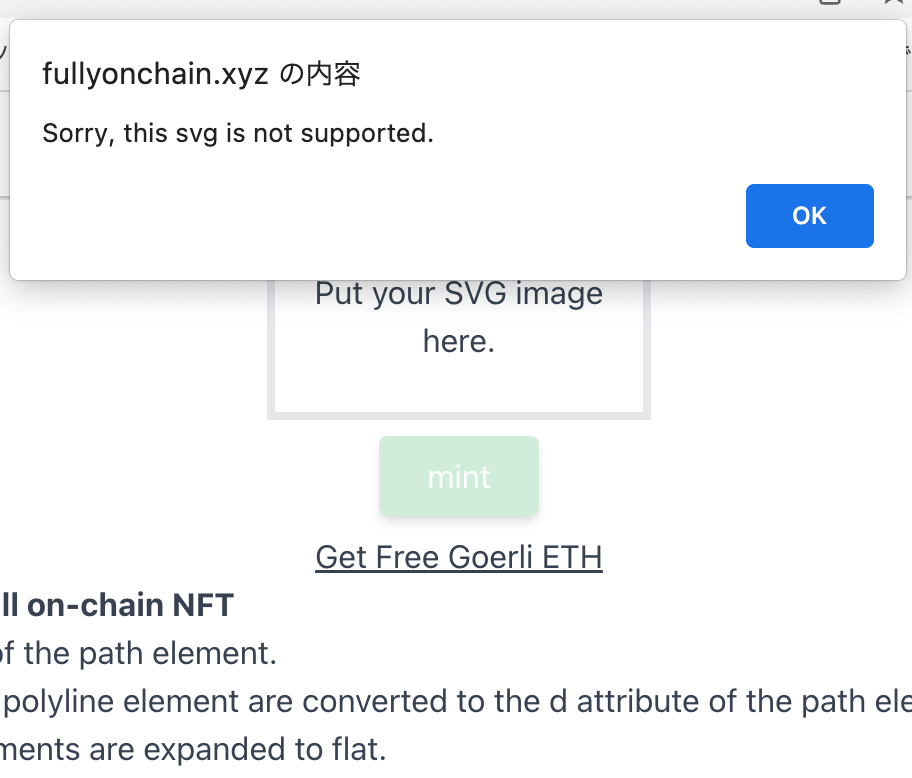 fullyonchain.xyz の内容
Sorry, this svg is not supported.
OK
Put your SVG image
here.
mint
Get Free Goerli ETH
ll on-chain NFT
of the path element.
polyline element are converted to the d attribute of the path ele
ments are expanded to flat.